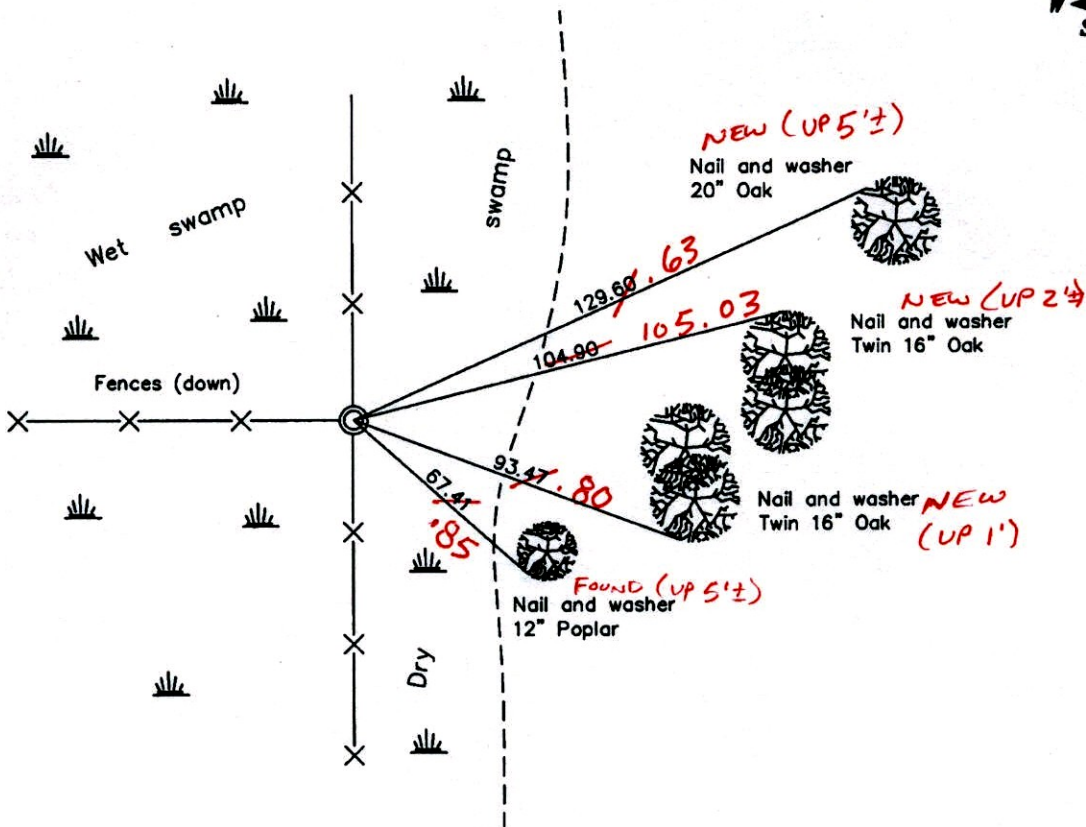 W
S
NEW (UP 5'±)
Nail and washer
20" Oak
swamp
Wet swamp
129.60 .63
NEW (UP 2'±)
105.03
Nail and washer
Twin 16" Oak
104.90
Fences (down)
93.47 .80
67.41
.85
Nail and washer NEW
Twin 16" Oak
(UP 1')
FOUND (UP 5'±)
Nail and washer
12" Poplar
Dry